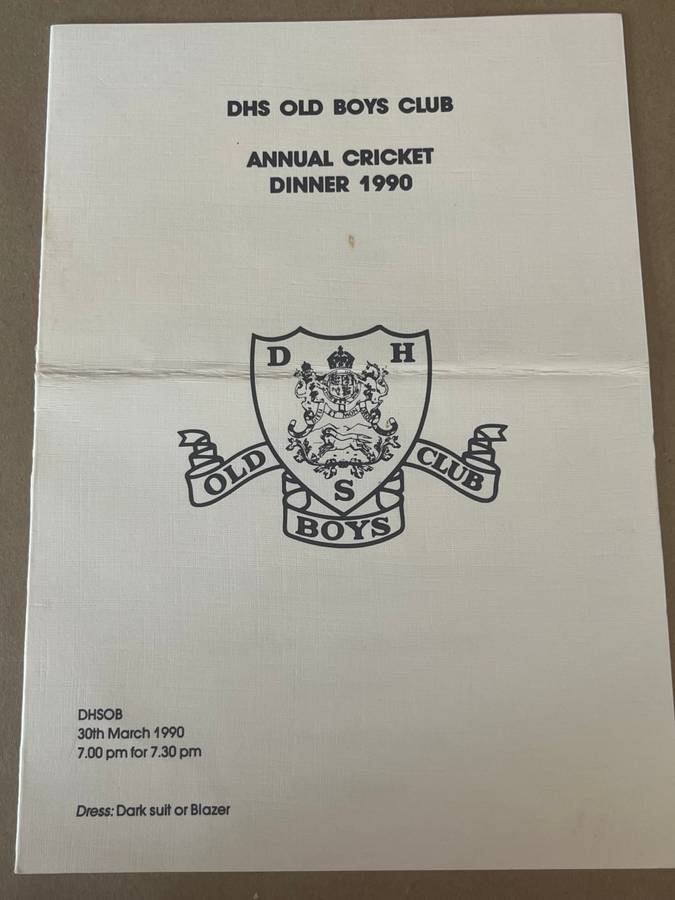 DHS OLD BOYS CLUB
ANNUAL CRICKET
DINNER 1990
D H
S
OLD BOYS CLUB
DHSOB
30th March 1990
7.00 pm for 7.30 pm
Dress: Dark suit or Blazer